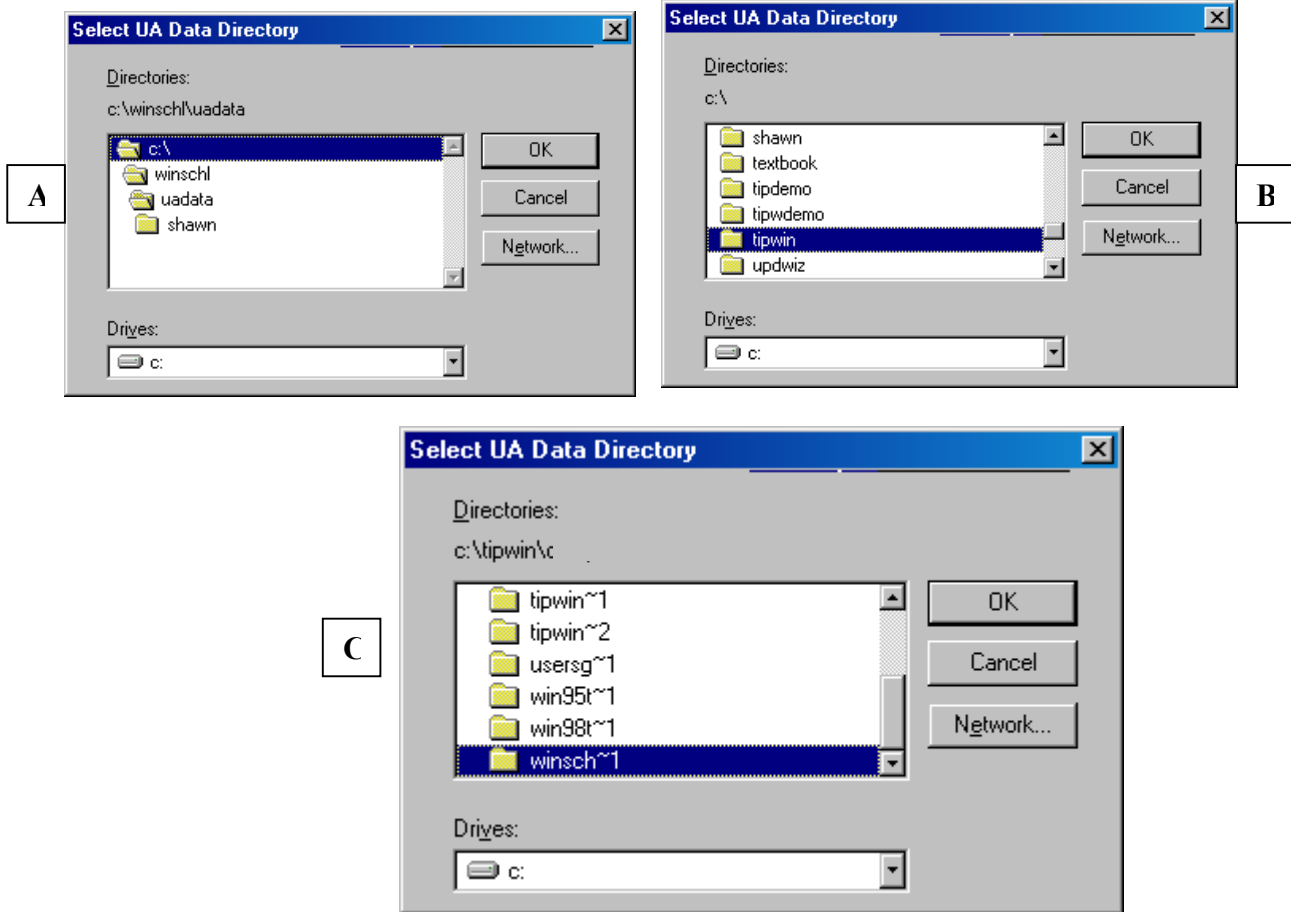 A
Select UA Data Directory
Directories:
c:\winschl\uadata
c:\
winschl
uadata
shawn
OK
Cancel
Network...
Drives:
c:
B
Select UA Data Directory
Directories:
c:\
shawn
textbook
tipdemo
tipwdemo
tipwin
updwiz
OK
Cancel
Network...
Drives:
c:
C
Select UA Data Directory
Directories:
c:\tipwin\
tipwin~1
tipwin~2
usersg~1
win95t~1
win98t~1
winsch~1
OK
Cancel
Network...
Drives:
c: